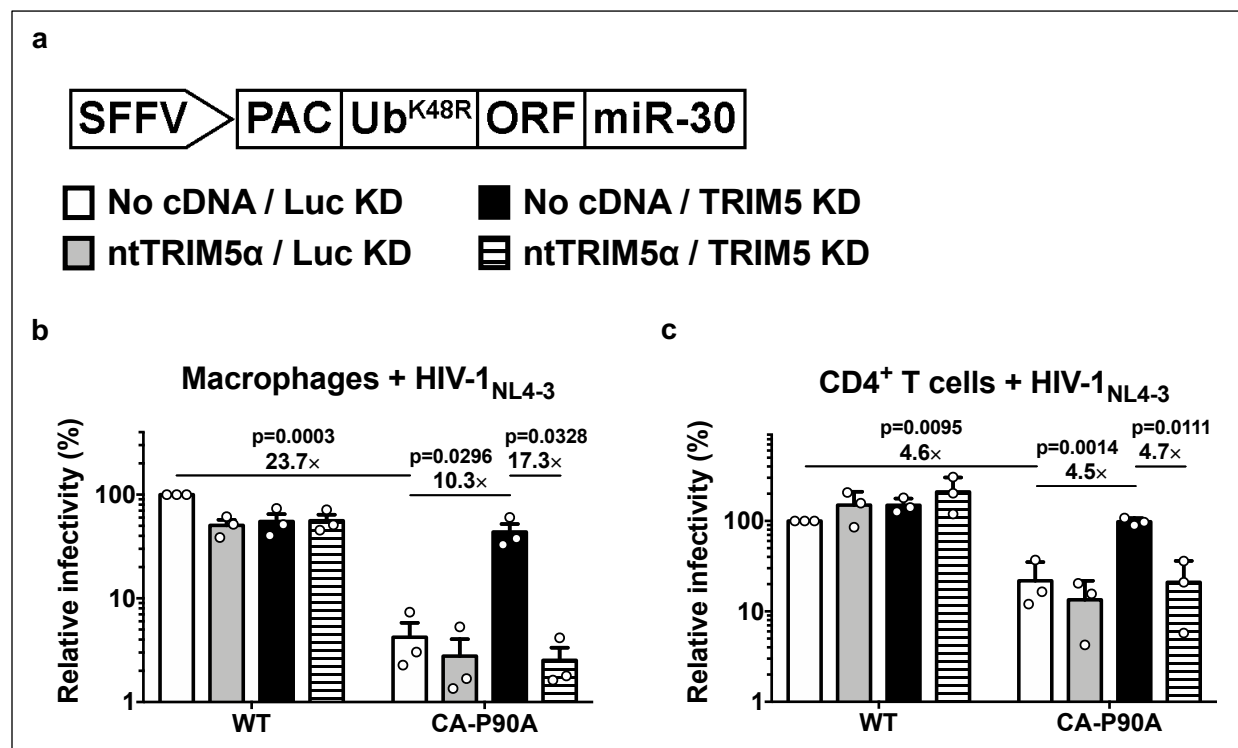 a
SFFV PAC Ub^K48R ORF miR-30
No cDNA / Luc KD
No cDNA / TRIM5 KD
ntTRIM5α / Luc KD
ntTRIM5α / TRIM5 KD
b
Macrophages + HIV-1NL4-3
Relative infectivity (%)
100
10
1
p=0.0003
23.7×
p=0.0296
10.3×
p=0.0328
17.3×
WT
CA-P90A
c
CD4+ T cells + HIV-1NL4-3
Relative infectivity (%)
100
10
1
p=0.0095
4.6×
p=0.0014
4.5×
p=0.0111
4.7×
WT
CA-P90A